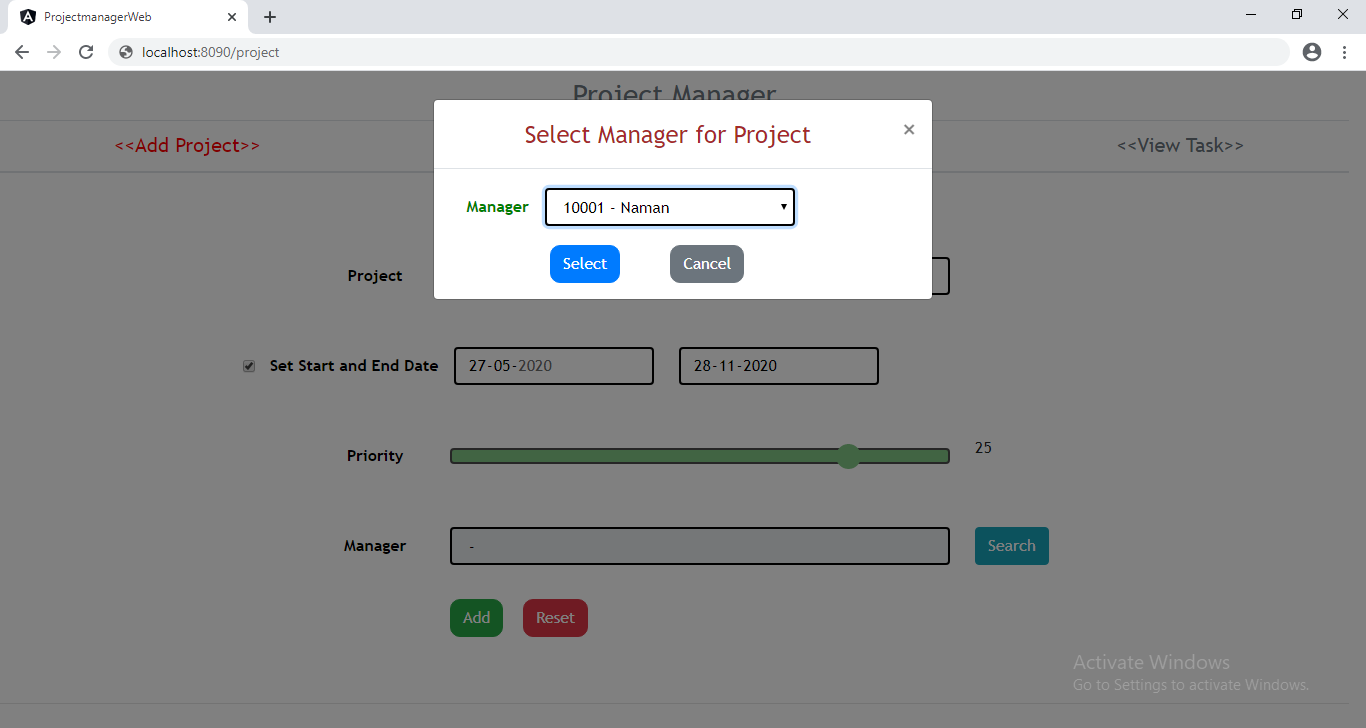 ProjectmanagerWeb
localhost:8090/project
Project Manager
Select Manager for Project ×
<<Add Project>> <<View Task>>
Manager 10001 - Naman
Select Cancel
Project
Set Start and End Date 27-05-2020 28-11-2020
Priority 25
Manager - Search
Add Reset
Activate Windows
Go to Settings to activate Windows.